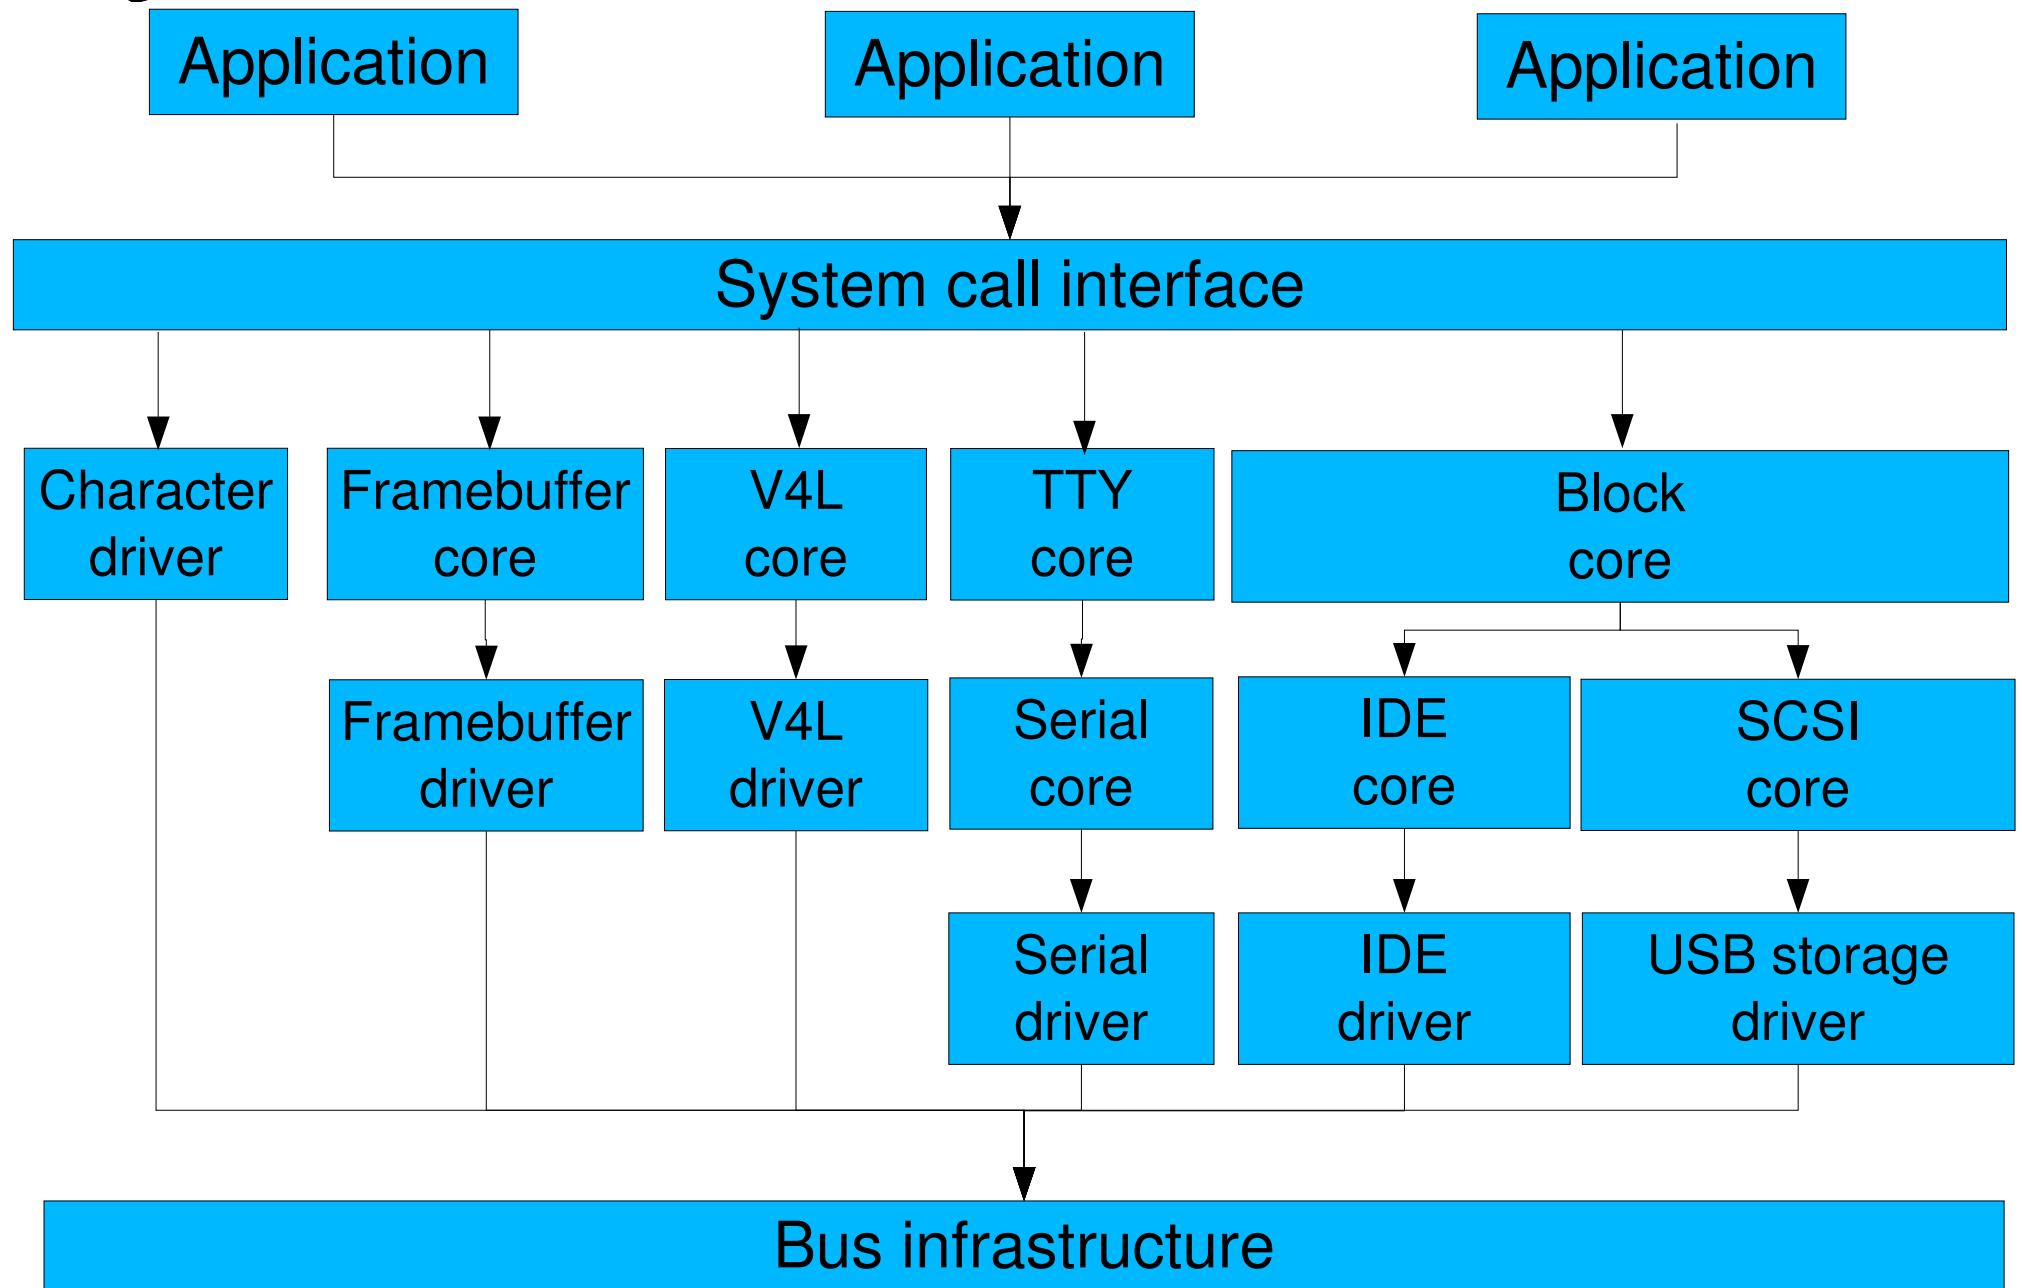 Application
Application
Application
System call interface
Character
driver
Framebuffer
core
V4L
core
TTY
core
Block
core
Framebuffer
driver
V4L
driver
Serial
core
IDE
core
SCSI
core
Serial
driver
IDE
driver
USB storage
driver
Bus infrastructure